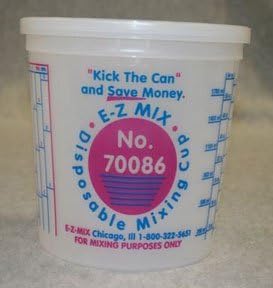 "Kick The Can"
and Save Money.
• E-Z MIX •
Disposable Mixing Cup
No.
70086
E-Z-MIX Chicago, Ill 1-800-322-5651
FOR MIXING PURPOSES ONLY